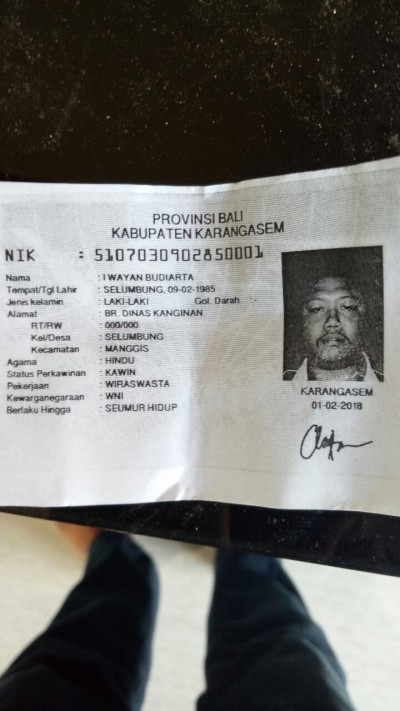 PROVINSI BALI
KABUPATEN KARANGASEM
NIK : 5107030902850001
Nama : I WAYAN BUDIARTA
Tempat/Tgl Lahir : SELUMBUNG, 09-02-1985
Jenis kelamin : LAKI-LAKI Gol. Darah :-
Alamat : BR. DINAS KANGINAN
RT/RW : 000/000
Kel/Desa : SELUMBUNG
Kecamatan : MANGGIS
Agama : HINDU
Status Perkawinan : KAWIN
Pekerjaan : WIRASWASTA
Kewarganegaraan : WNI
Berlaku Hingga : SEUMUR HIDUP
KARANGASEM
01-02-2018